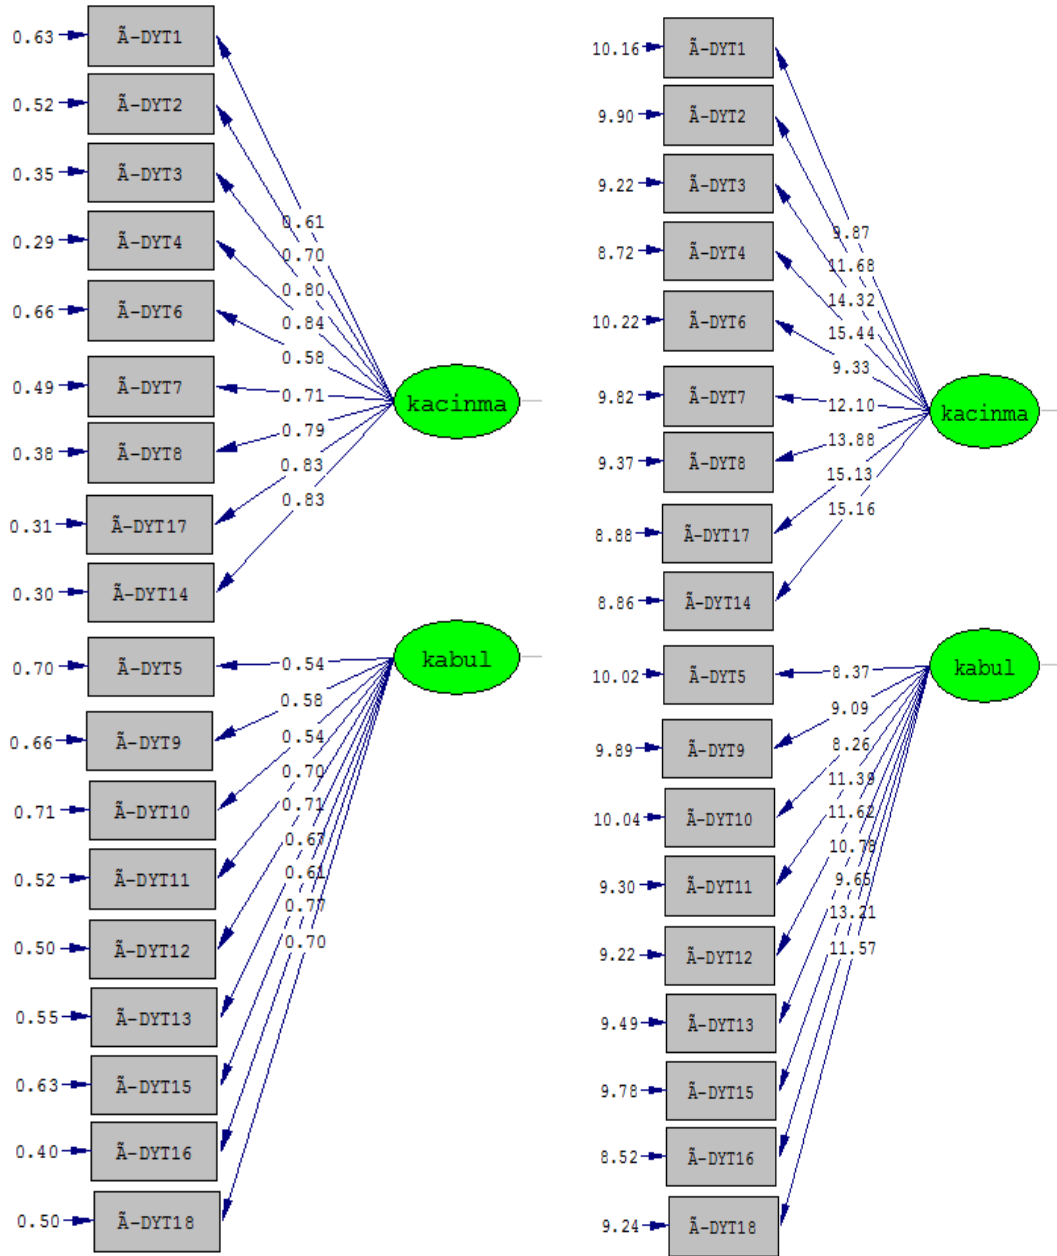 0.63 Ã-DYT1
0.52 Ã-DYT2
0.35 Ã-DYT3
0.29 Ã-DYT4
0.66 Ã-DYT6
0.49 Ã-DYT7
0.38 Ã-DYT8
0.31 Ã-DYT17
0.30 Ã-DYT14
0.61
0.70
0.80
0.84
0.58
0.71
0.79
0.83
0.83
kacinma
0.70 Ã-DYT5
0.66 Ã-DYT9
0.71 Ã-DYT10
0.52 Ã-DYT11
0.50 Ã-DYT12
0.55 Ã-DYT13
0.63 Ã-DYT15
0.40 Ã-DYT16
0.50 Ã-DYT18
0.54
0.58
0.54
0.70
0.71
0.67
0.61
0.77
0.70
kabul
10.16 Ã-DYT1
9.90 Ã-DYT2
9.22 Ã-DYT3
8.72 Ã-DYT4
10.22 Ã-DYT6
9.82 Ã-DYT7
9.37 Ã-DYT8
8.88 Ã-DYT17
8.86 Ã-DYT14
9.87
11.68
14.32
15.44
9.33
12.10
13.88
15.13
15.16
kacinma
10.02 Ã-DYT5
9.89 Ã-DYT9
10.04 Ã-DYT10
9.30 Ã-DYT11
9.22 Ã-DYT12
9.49 Ã-DYT13
9.78 Ã-DYT15
8.52 Ã-DYT16
9.24 Ã-DYT18
8.37
9.09
8.26
11.39
11.62
10.78
9.65
13.21
11.57
kabul